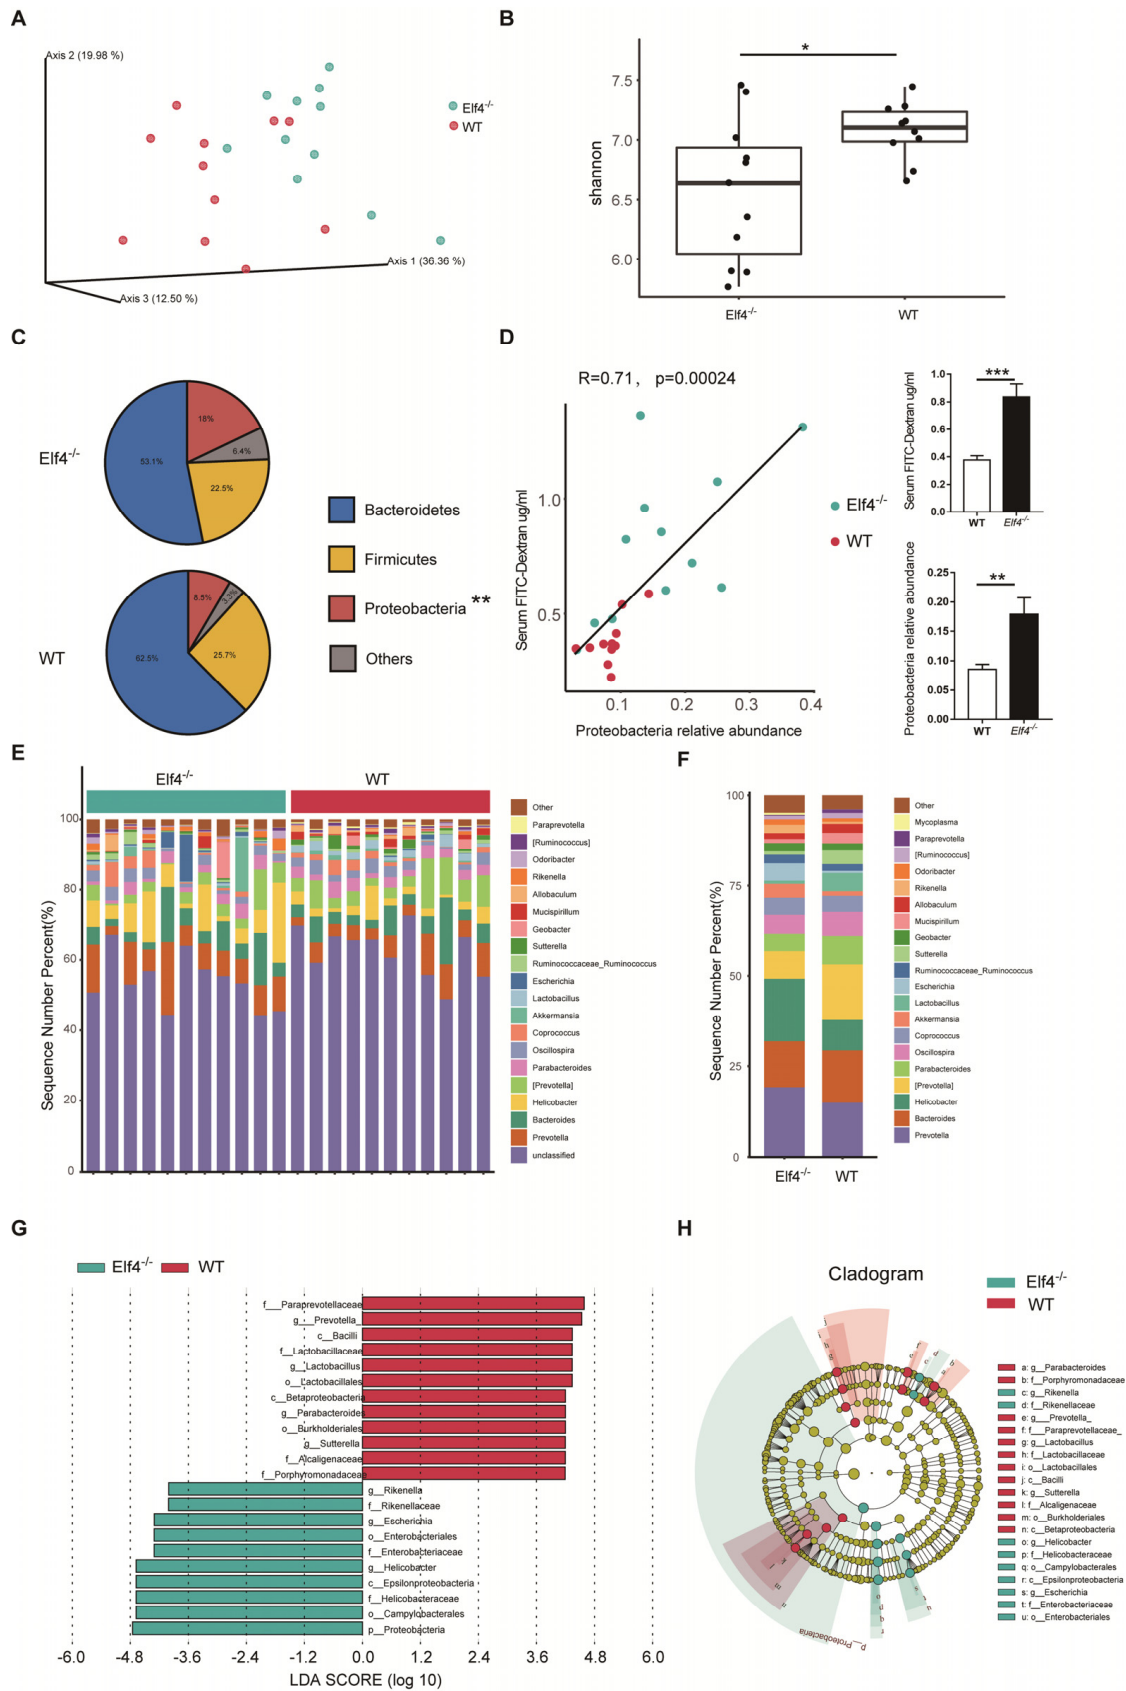 A
Axis 2 (19.98 %)
Elf4-/-
WT
Axis 1 (36.36 %)
Axis 3 (12.50 %)
B
*
shannon
7.5
7.0
6.5
6.0
Elf4-/-
WT
C
Elf4-/-
18%
6.4%
53.1%
22.5%
WT
8.5%
3.3%
62.5%
25.7%
Bacteroidetes
Firmicutes
Proteobacteria **
Others
D
R=0.71, p=0.00024
Serum FITC-Dextran ug/ml
1.0
0.5
0.1
0.2
0.3
0.4
Proteobacteria relative abundance
Elf4-/-
WT
Serum FITC-Dextran ug/ml
1.0
0.8
0.6
0.4
0.2
0.0
***
WT
Elf4-/-
Proteobacteria relative abundance
0.25
0.20
0.15
0.10
0.05
0.00
**
WT
Elf4-/-
E
Elf4-/-
WT
Sequence Number Percent(%)
100
80
60
40
20
0
Other
Paraprevotella
[Ruminococcus]
Odoribacter
Rikenella
Allobaculum
Mucispirillum
Geobacter
Sutterella
Ruminococcaceae_Ruminococcus
Escherichia
Lactobacillus
Akkermansia
Coprococcus
Oscillospira
Parabacteroides
[Prevotella]
Helicobacter
Bacteroides
Prevotella
unclassified
F
Sequence Number Percent(%)
100
75
50
25
0
Elf4-/-
WT
Other
Mycoplasma
Paraprevotella
[Ruminococcus]
Odoribacter
Rikenella
Allobaculum
Mucispirillum
Geobacter
Sutterella
Ruminococcaceae_Ruminococcus
Escherichia
Lactobacillus
Akkermansia
Coprococcus
Oscillospira
Parabacteroides
[Prevotella]
Helicobacter
Bacteroides
Prevotella
G
Elf4-/-
WT
f___Paraprevotellaceae
g___Prevotella_
c__Bacilli
f__Lactobacillaceae
g__Lactobacillus
o__Lactobacillales
c__Betaproteobacteria
g__Parabacteroides
o__Burkholderiales
g__Sutterella
f__Alcaligenaceae
f__Porphyromonadaceae
g__Rikenella
f__Rikenellaceae
g__Escherichia
o__Enterobacteriales
f__Enterobacteriaceae
g__Helicobacter
c__Epsilonproteobacteria
f__Helicobacteraceae
o__Campylobacterales
p__Proteobacteria
-6.0
-4.8
-3.6
-2.4
-1.2
0.0
1.2
2.4
3.6
4.8
6.0
LDA SCORE (log 10)
H
Cladogram
Elf4-/-
WT
p__Proteobacteria
a: g__Parabacteroides
b: f__Porphyromonadaceae
c: g__Rikenella
d: f__Rikenellaceae
e: g___Prevotella_
f: f___Paraprevotellaceae_
g: g__Lactobacillus
h: f__Lactobacillaceae
i: o__Lactobacillales
j: c__Bacilli
k: g__Sutterella
l: f__Alcaligenaceae
m: o__Burkholderiales
n: c__Betaproteobacteria
o: g__Helicobacter
p: f__Helicobacteraceae
q: o__Campylobacterales
r: c__Epsilonproteobacteria
s: g__Escherichia
t: f__Enterobacteriaceae
u: o__Enterobacteriales